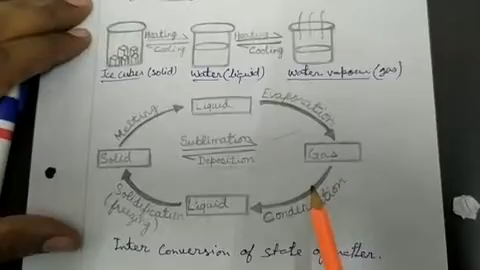 Heating Heating
Cooling Cooling
Ice cubes (solid) Water (liquid) Water vapour (gas)
Liquid
Melting Evaporation
Sublimation
Solid Gas
Deposition
Solidification Liquid
(freezing)
Inter conversion of state of matter.